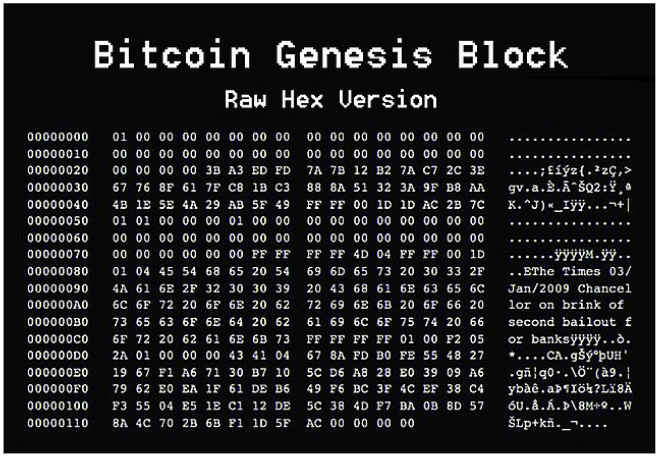 Bitcoin Genesis Block
Raw Hex Version
00000000 01 00 00 00 00 00 00 00 00 00 00 00 00 00 00 00 ................
00000010 00 00 00 00 00 00 00 00 00 00 00 00 00 00 00 00 ................
00000020 00 00 00 00 3B A3 ED FD 7A 7B 12 B2 7A C7 2C 3E ....;£íýz{.²zÇ,>
00000030 67 76 8F 61 7F C8 1B C3 88 8A 51 32 3A 9F B8 AA gv.a.È.ÃˆŠQ2:Ÿ¸ª
00000040 4B 1E 5E 4A 29 AB 5F 49 FF FF 00 1D 1D AC 2B 7C K.^J)«_Iÿÿ...¬+|
00000050 01 01 00 00 00 01 00 00 00 00 00 00 00 00 00 00 ................
00000060 00 00 00 00 00 00 00 00 00 00 00 00 00 00 00 00 ................
00000070 00 00 00 00 00 00 FF FF FF FF 4D 04 FF FF 00 1D ......ÿÿÿÿM.ÿÿ..
00000080 01 04 45 54 68 65 20 54 69 6D 65 73 20 30 33 2F ..EThe Times 03/
00000090 4A 61 6E 2F 32 30 30 39 20 43 68 61 6E 63 65 6C Jan/2009 Chancel
000000A0 6C 6F 72 20 6F 6E 20 62 72 69 6E 6B 20 6F 66 20 lor on brink of
000000B0 73 65 63 6F 6E 64 20 62 61 69 6C 6F 75 74 20 66 second bailout f
000000C0 6F 72 20 62 61 6E 6B 73 FF FF FF FF 01 00 F2 05 or banksÿÿÿÿ..ò.
000000D0 2A 01 00 00 00 43 41 04 67 8A FD B0 FE 55 48 27 *....CA.gŠý°þUH'
000000E0 19 67 F1 A6 71 30 B7 10 5C D6 A8 28 E0 39 09 A6 .gñ¦q0·.\Ö¨(à9.¦
000000F0 79 62 E0 EA 1F 61 DE B6 49 F6 BC 3F 4C EF 38 C4 ybàê.aÞ¶Iö¼?Lï8Ä
00000100 F3 55 04 E5 1E C1 12 DE 5C 38 4D F7 BA 0B 8D 57 óU.å.Á.Þ\8M÷º..W
00000110 8A 4C 70 2B 6B F1 1D 5F AC 00 00 00 00 ŠLp+kñ._¬....